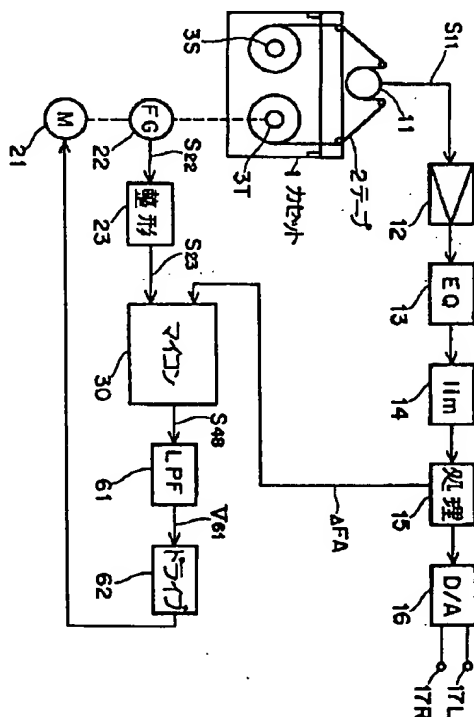 S11
11
12
EQ
13
lim
14
処理
15
D/A
16
17L
17R
3S
3T
2テープ
1 カセット
ΔFA
M
21
FG
22
S22
整形
23
S23
マイコン
30
S48
LPF
61
V61
ドライブ
62